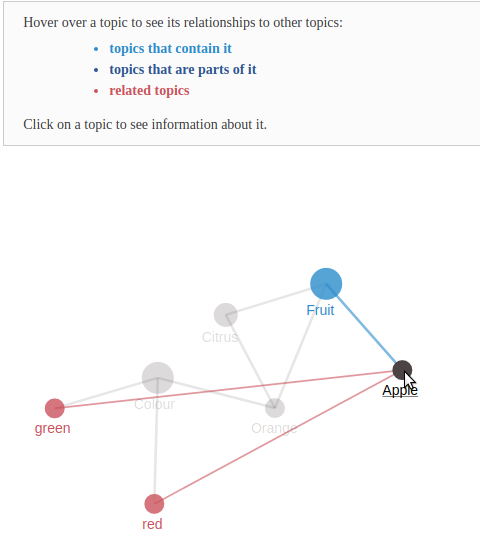 Hover over a topic to see its relationships to other topics:
topics that contain it
topics that are parts of it
related topics
Click on a topic to see information about it.
Fruit
Citrus
Apple
Colour
Orange
green
red